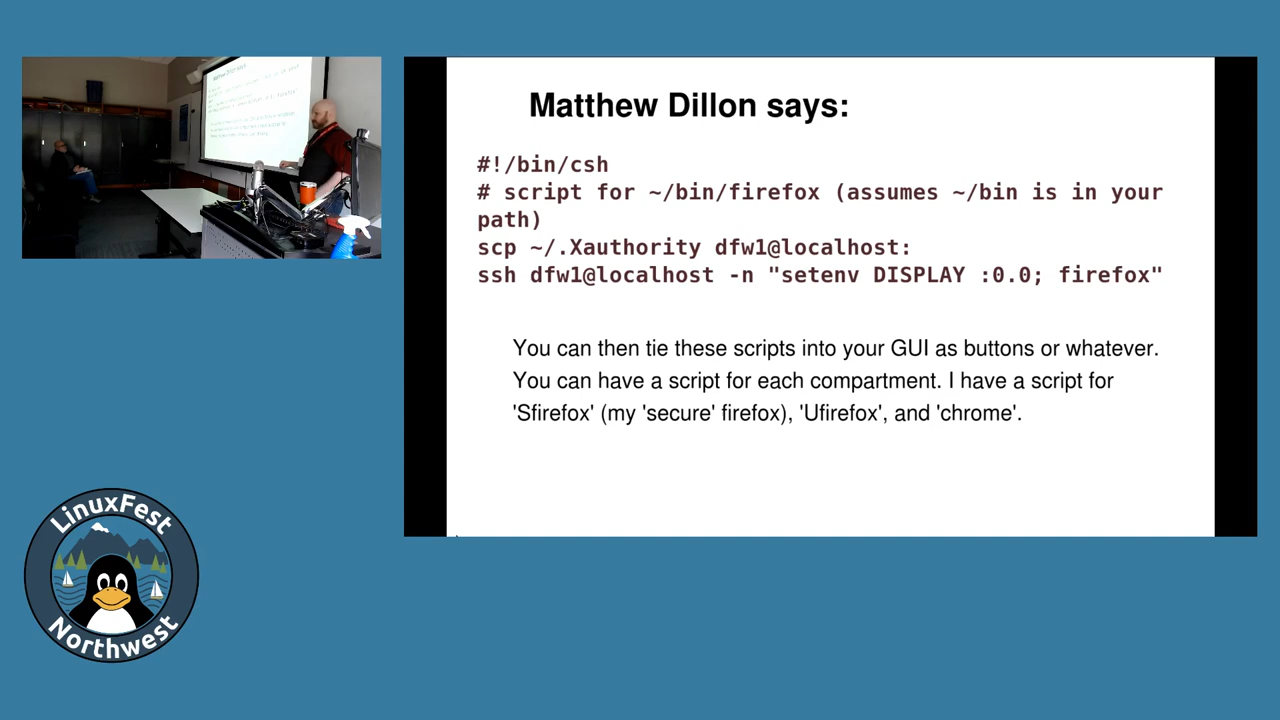 Matthew Dillon says:
#!/bin/csh
# script for ~/bin/firefox (assumes ~/bin is in your
path)
scp ~/.Xauthority dfw1@localhost:
ssh dfw1@localhost -n "setenv DISPLAY :0.0; firefox"
You can then tie these scripts into your GUI as buttons or whatever.
You can have a script for each compartment. I have a script for
'Sfirefox' (my 'secure' firefox), 'Ufirefox', and 'chrome'.
LinuxFest
Northwest